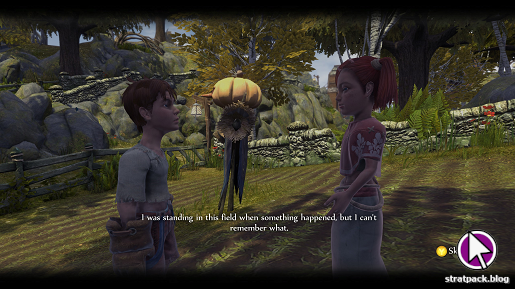 I was standing in this field when something happened, but I can't
remember what.
stratpack.blog